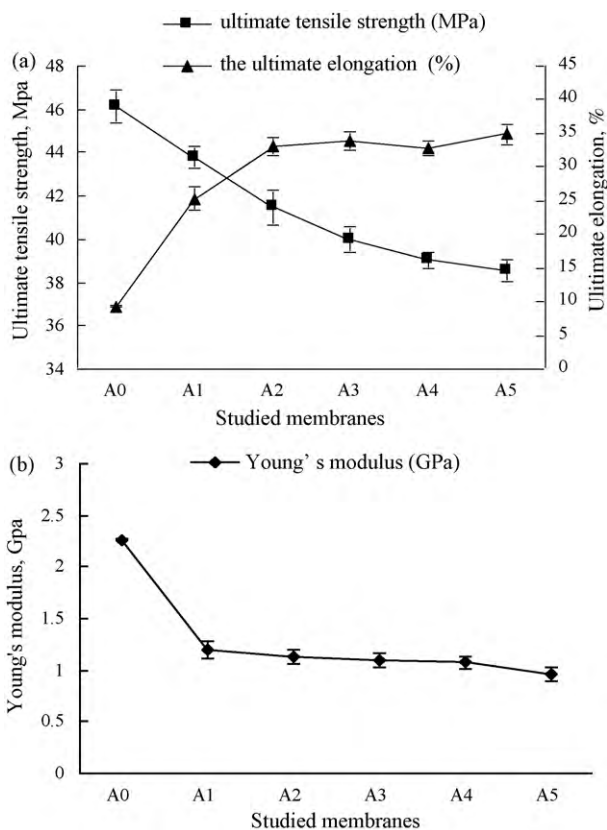 ultimate tensile strength (MPa)
(a)
the ultimate elongation (%)
48
46
44
42
40
38
36
34
Ultimate tensile strength, Mpa
45
40
35
30
25
20
15
10
5
0
Ulitimate elongation, %
A0 A1 A2 A3 A4 A5
Studied membranes
(b)
Young' s modulus (GPa)
3
2.5
2
1.5
1
0.5
0
Young's modulus, Gpa
A0 A1 A2 A3 A4 A5
Studied membranes